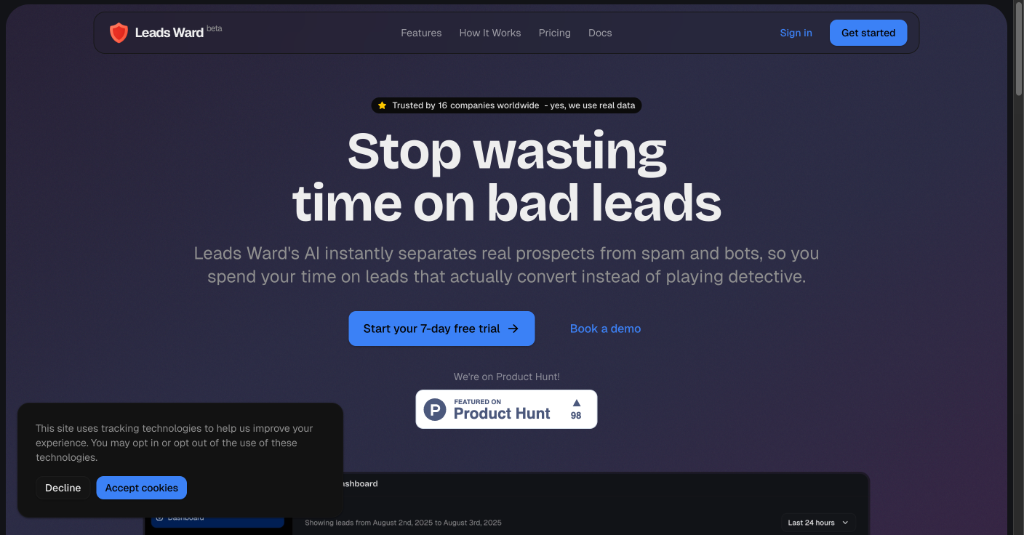 Leads Ward beta
Features
How It Works
Pricing
Docs
Sign in
Get started
Trusted by 16 companies worldwide - yes, we use real data
Stop wasting
time on bad leads
Leads Ward's AI instantly separates real prospects from spam and bots, so you
spend your time on leads that actually convert instead of playing detective.
Start your 7-day free trial →
Book a demo
We're on Product Hunt!
P
FEATURED ON
Product Hunt
▲
98
This site uses tracking technologies to help us improve your
experience. You may opt in or opt out of the use of these
technologies.
Decline
Accept cookies
Showing leads from August 2nd, 2025 to August 3rd, 2025
Last 24 hours